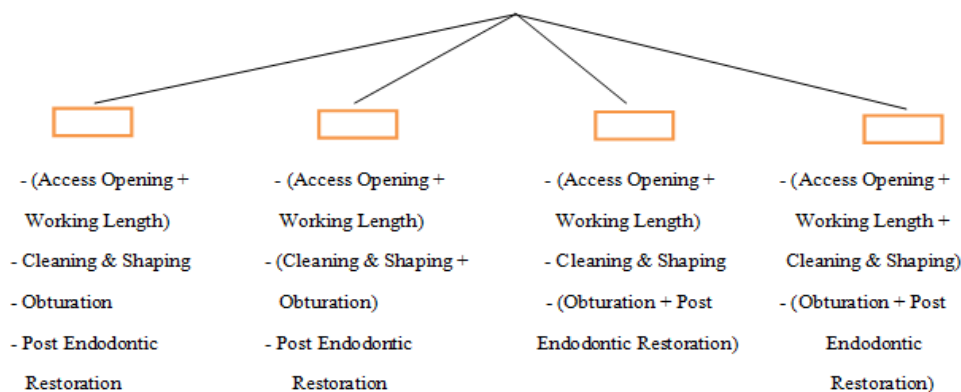 - (Access Opening +
Working Length)
- Cleaning & Shaping
- Obturation
- Post Endodontic
Restoration
- (Access Opening +
Working Length)
- (Cleaning & Shaping +
Obturation)
- Post Endodontic
Restoration
- (Access Opening +
Working Length)
- Cleaning & Shaping
- (Obturation + Post
Endodontic Restoration)
- (Access Opening +
Working Length +
Cleaning & Shaping)
- (Obturation + Post
Endodontic
Restoration)